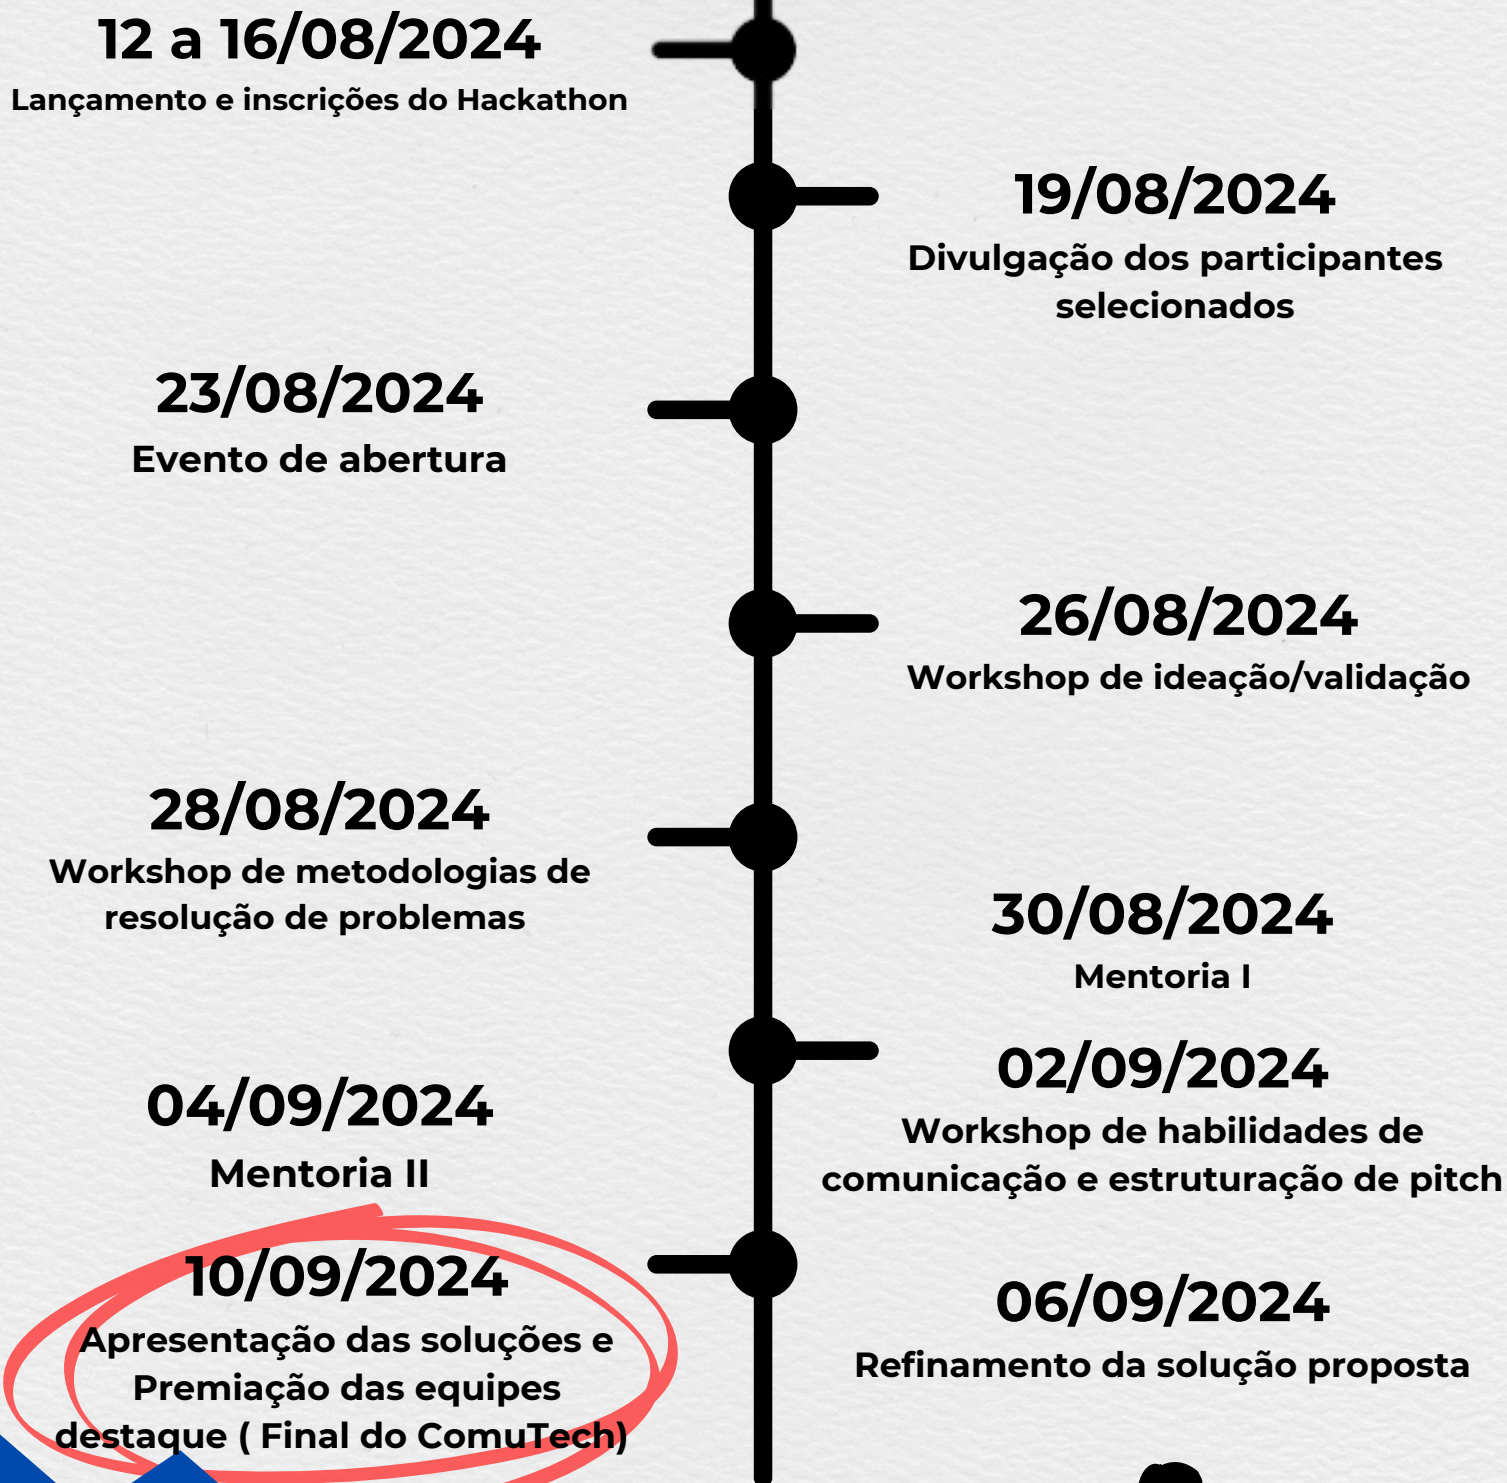 12 a 16/08/2024
Lançamento e inscrições do Hackathon
19/08/2024
Divulgação dos participantes
selecionados
23/08/2024
Evento de abertura
26/08/2024
Workshop de ideação/validação
28/08/2024
Workshop de metodologias de
resolução de problemas
30/08/2024
Mentoria I
02/09/2024
Workshop de habilidades de
comunicação e estruturação de pitch
04/09/2024
Mentoria II
06/09/2024
Refinamento da solução proposta
10/09/2024
Apresentação das soluções e
Premiação das equipes
destaque ( Final do ComuTech)